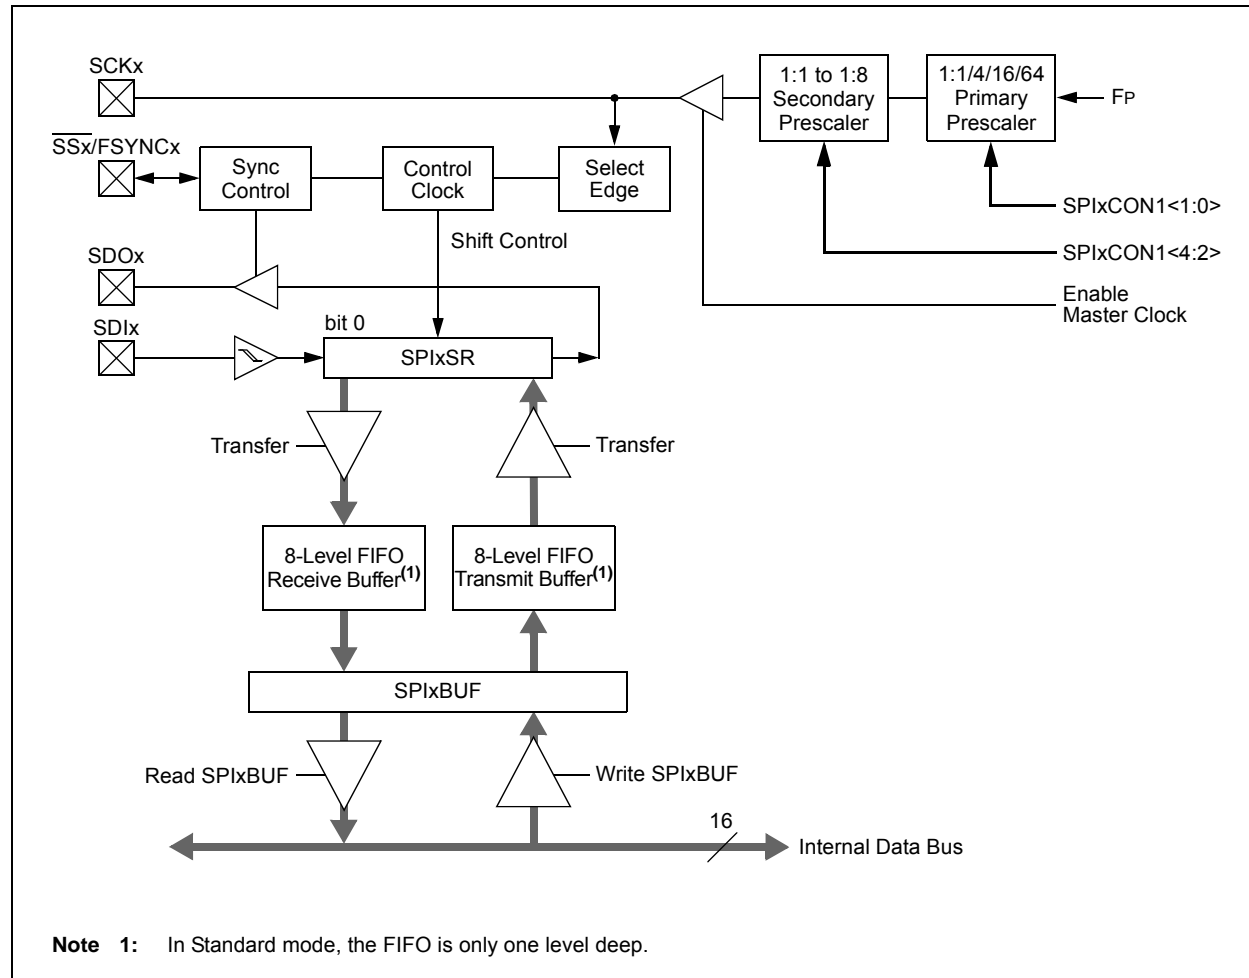 SCKx
1:1 to 1:8
Secondary
Prescaler
1:1/4/16/64
Primary
Prescaler
FP
SSx/FSYNCx
Sync
Control
Control
Clock
Select
Edge
SPIxCON1<1:0>
Shift Control
SPIxCON1<4:2>
SDOx
Enable
Master Clock
SDIx
bit 0
SPIxSR
Transfer
Transfer
8-Level FIFO
Receive Buffer(1)
8-Level FIFO
Transmit Buffer(1)
SPIxBUF
Read SPIxBUF
Write SPIxBUF
16
Internal Data Bus
Note 1: In Standard mode, the FIFO is only one level deep.